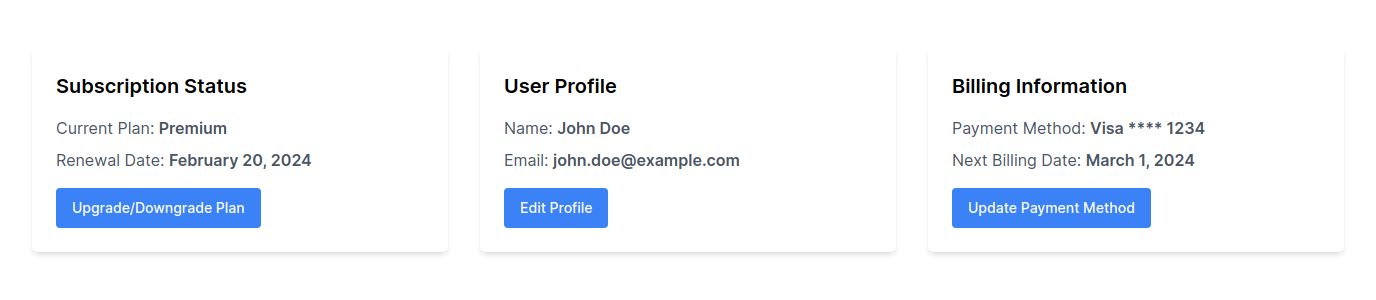 Subscription Status
Current Plan: Premium
Renewal Date: February 20, 2024
Upgrade/Downgrade Plan
User Profile
Name: John Doe
Email: john.doe@example.com
Edit Profile
Billing Information
Payment Method: Visa **** 1234
Next Billing Date: March 1, 2024
Update Payment Method